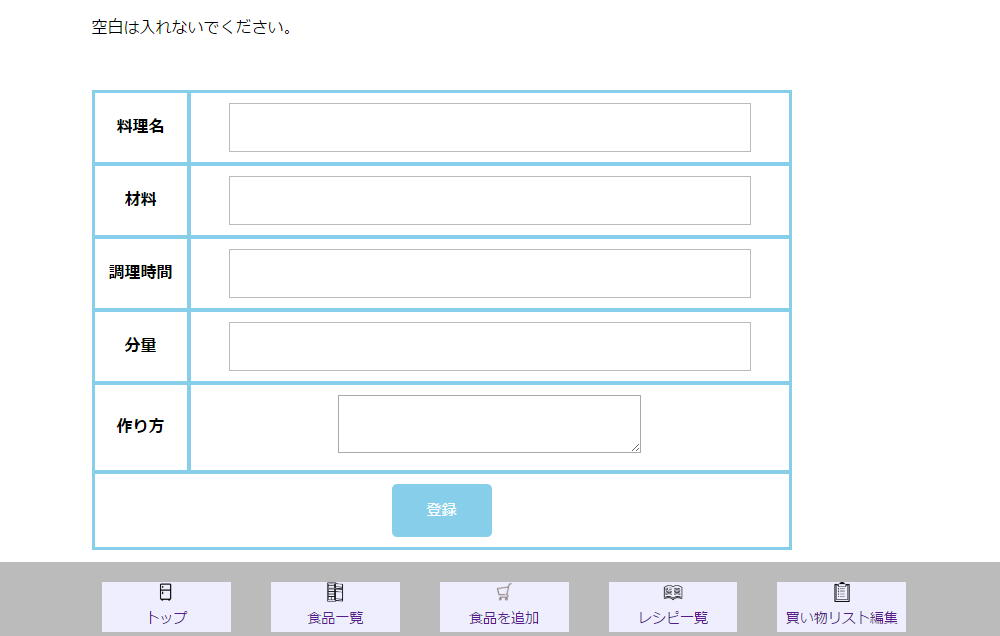 空白は入れないでください。
料理名
材料
調理時間
分量
作り方
登録
トップ
食品一覧
食品を追加
レシピ一覧
買い物リスト編集